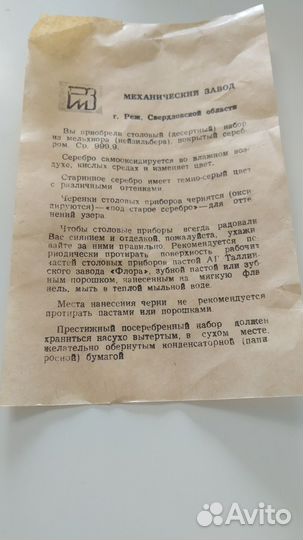 МЕХАНИЧЕСКИЙ ЗАВОД
г. Реж, Свердловской области
Вы приобрели столовый (десертный) набор
из мельхиора (нейзильбера), покрытый сереб-
ром. Ср. 999,9.
Серебро самооксидируется во влажном воз-
духе, кислых средах и изменяет цвет.
Старинное серебро имеет темно-серый цвет
с различными оттенками.
Черенки столовых приборов чернятся (окси-
дируются)—«под старое серебро»—для отте-
нений узора.
Чтобы столовые приборы всегда радовали
Вас сиянием и отделкой, пожалуйста, ухажи-
вайте за ними правильно. Рекомендуется пе-
риодически протирать поверхность рабочих
частей столовых приборов пастой АГ Таллин-
ского завода «Флора», зубной пастой или зуб-
ным порошком, нанесенным на мягкую фла-
нель, мыть в теплой мыльной воде.
Места нанесения черни не рекомендуется
протирать пастами или порошками.
Престижный посеребренный набор должен
храниться насухо вытертым, в сухом месте,
желательно обернутым конденсаторной (папи-
росной) бумагой.
Avito